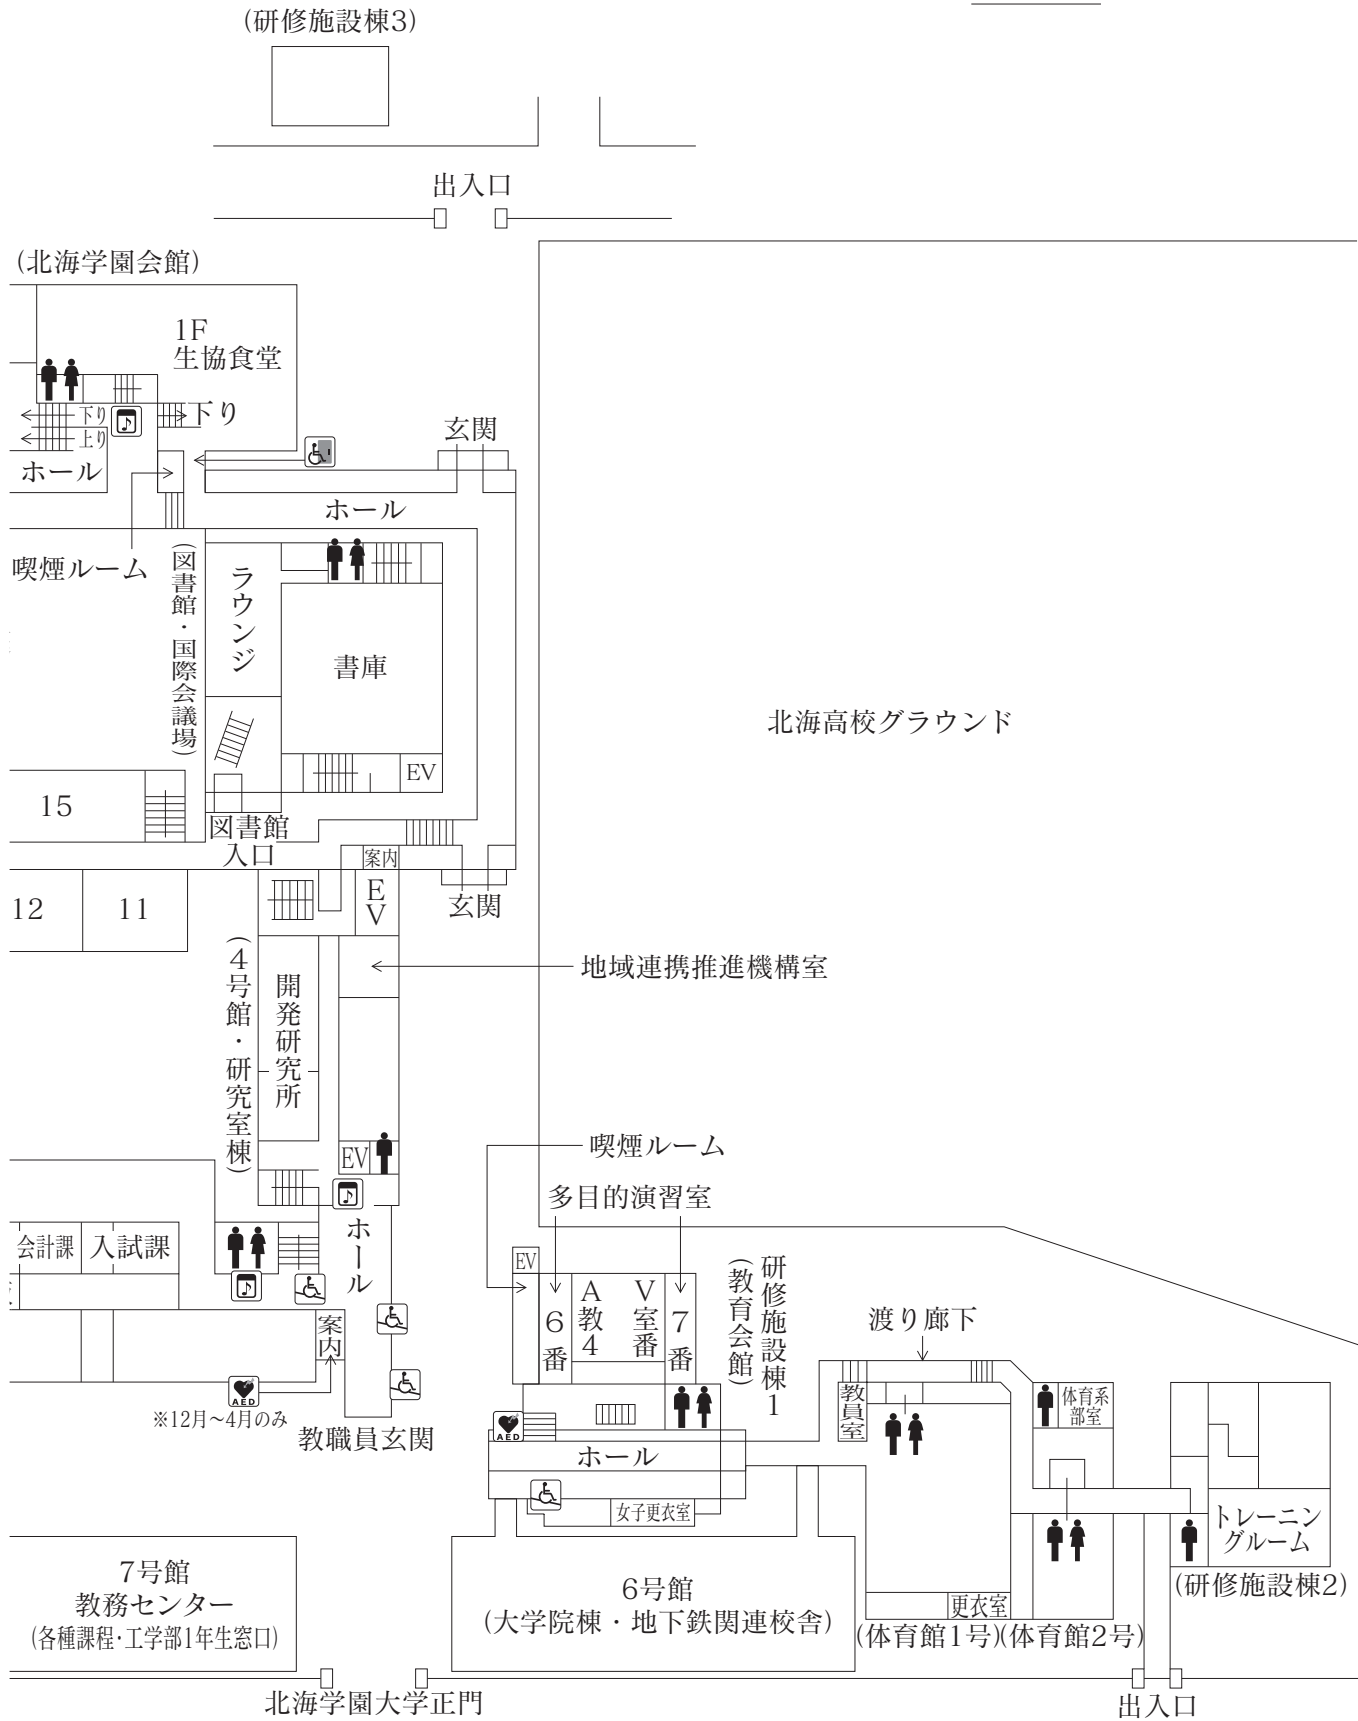 (研修施設棟3)
出入口
(北海学園会館)
1F
生協食堂
下り
下り
上り
玄関
ホール
ホール
喫煙ルーム
(図書館・国際会議場)
ラウンジ
書庫
北海高校グラウンド
EV
15
図書館
入口
案内
EV
12
11
玄関
(4号館・研究室棟)
開発研究所
地域連携推進機構室
EV
喫煙ルーム
多目的演習室
ホール
会計課
入試課
EV
6番
AV
教室
4番
7番
研修施設棟1
(教育会館)
渡り廊下
案内
AED
※12月～4月のみ
教職員玄関
教員室
体育系
部室
AED
ホール
女子更衣室
トレーニン
グルーム
(研修施設棟2)
7号館
教務センター
(各種課程・工学部1年生窓口)
6号館
(大学院棟・地下鉄関連校舎)
更衣室
(体育館1号)(体育館2号)
北海学園大学正門
出入口